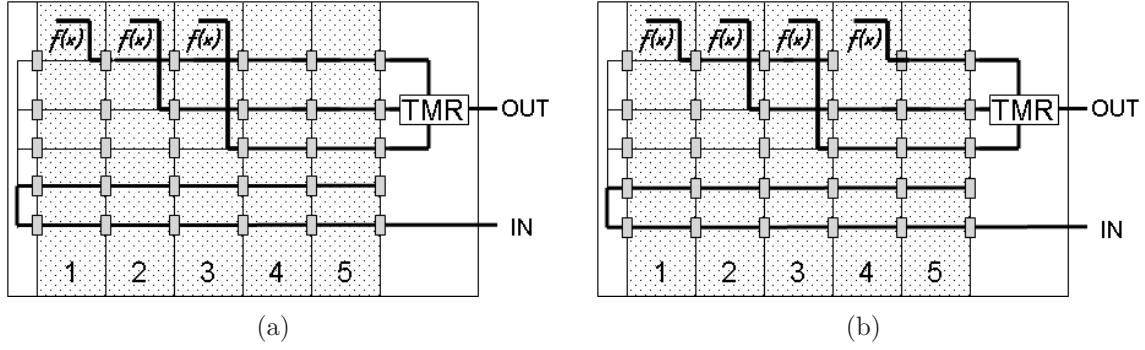 f(x) f(x) f(x)
TMR OUT
IN
1 2 3 4 5
(a)
f(x) f(x) f(x) f(x)
TMR OUT
IN
1 2 3 4 5
(b)